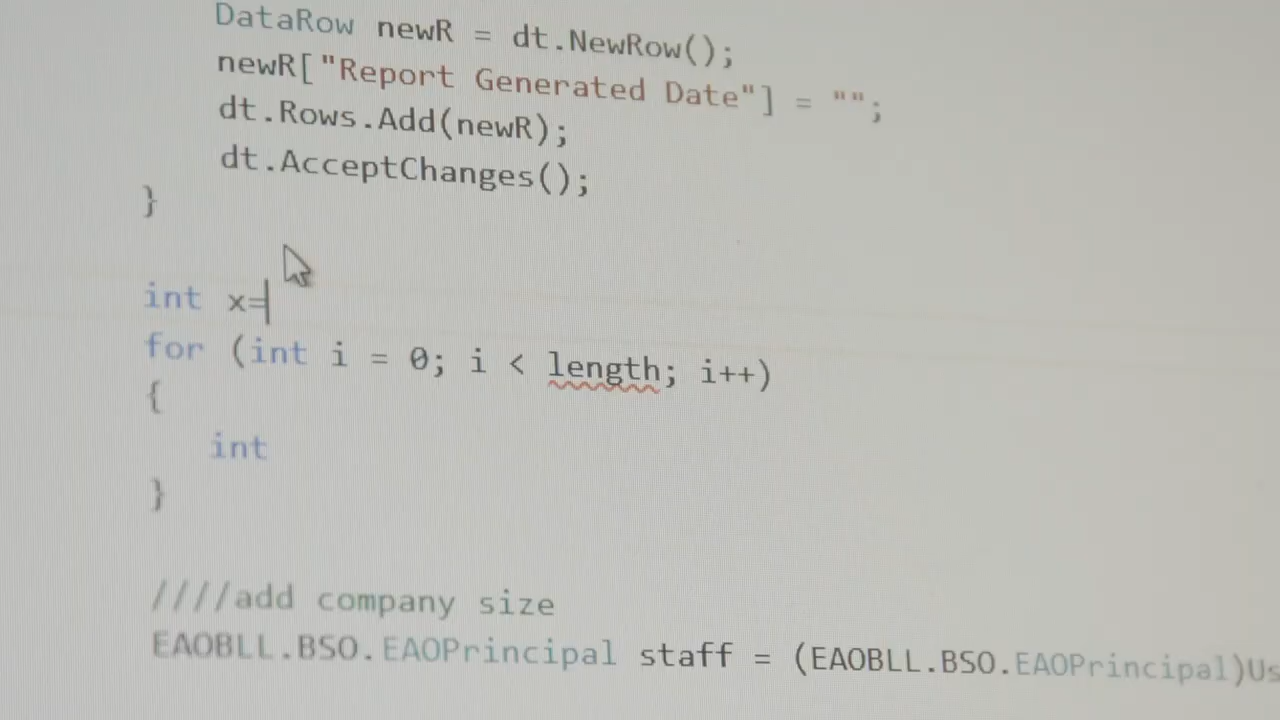 DataRow newR = dt.NewRow();
newR["Report Generated Date"] = "";
dt.Rows.Add(newR);
dt.AcceptChanges();
}
int x=
for (int i = 0; i < length; i++)
{
int
}
////add company size
EAOBLL.BSO.EAOPrincipal staff = (EAOBLL.BSO.EAOPrincipal)Us